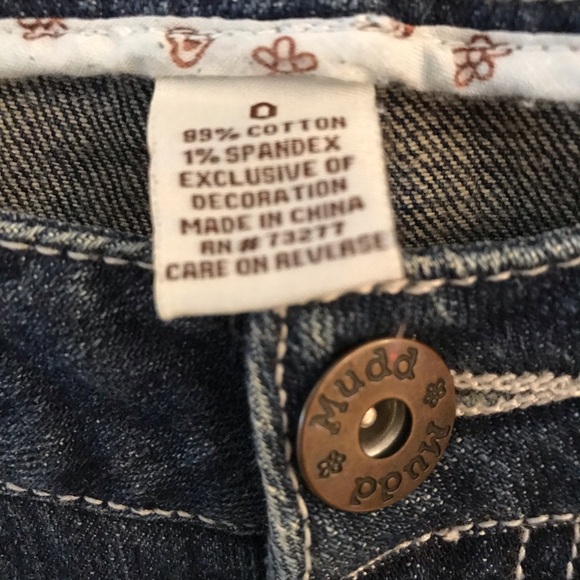 0
99% COTTON
1% SPANDEX
EXCLUSIVE OF
DECORATION
MADE IN CHINA
RN # 73277
CARE ON REVERSE
Mudd
Mudd